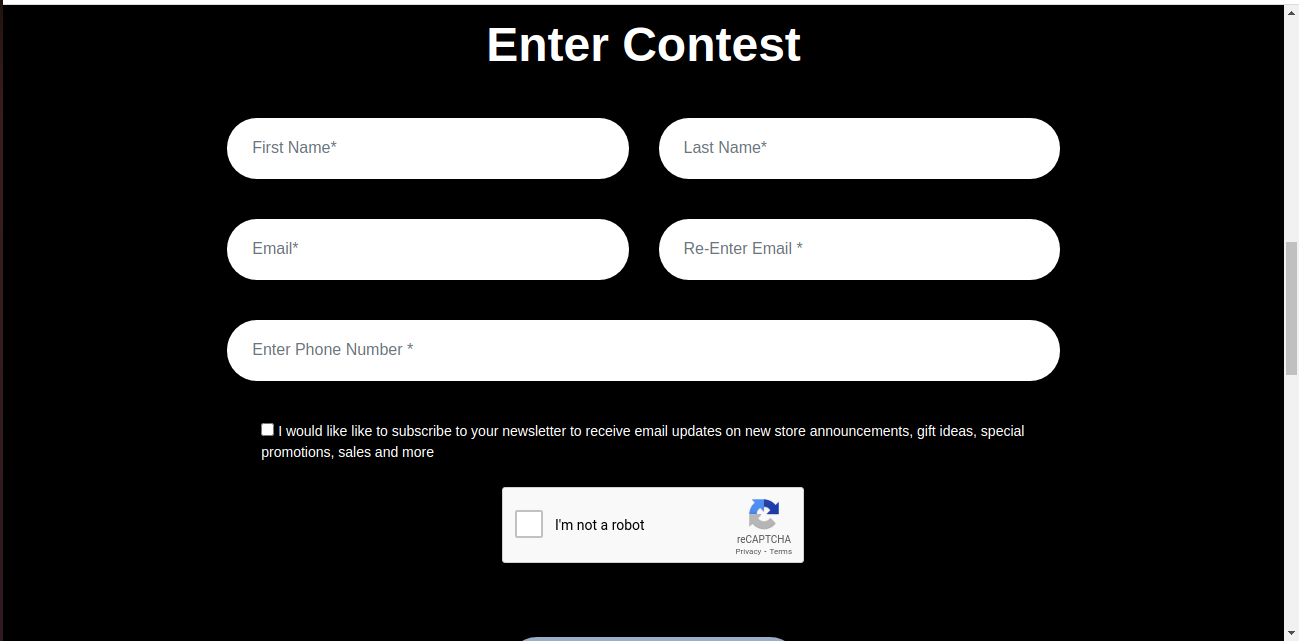 Enter Contest
First Name*
Last Name*
Email*
Re-Enter Email *
Enter Phone Number *
I would like like to subscribe to your newsletter to receive email updates on new store announcements, gift ideas, special
promotions, sales and more
I'm not a robot
reCAPTCHA
Privacy - Terms